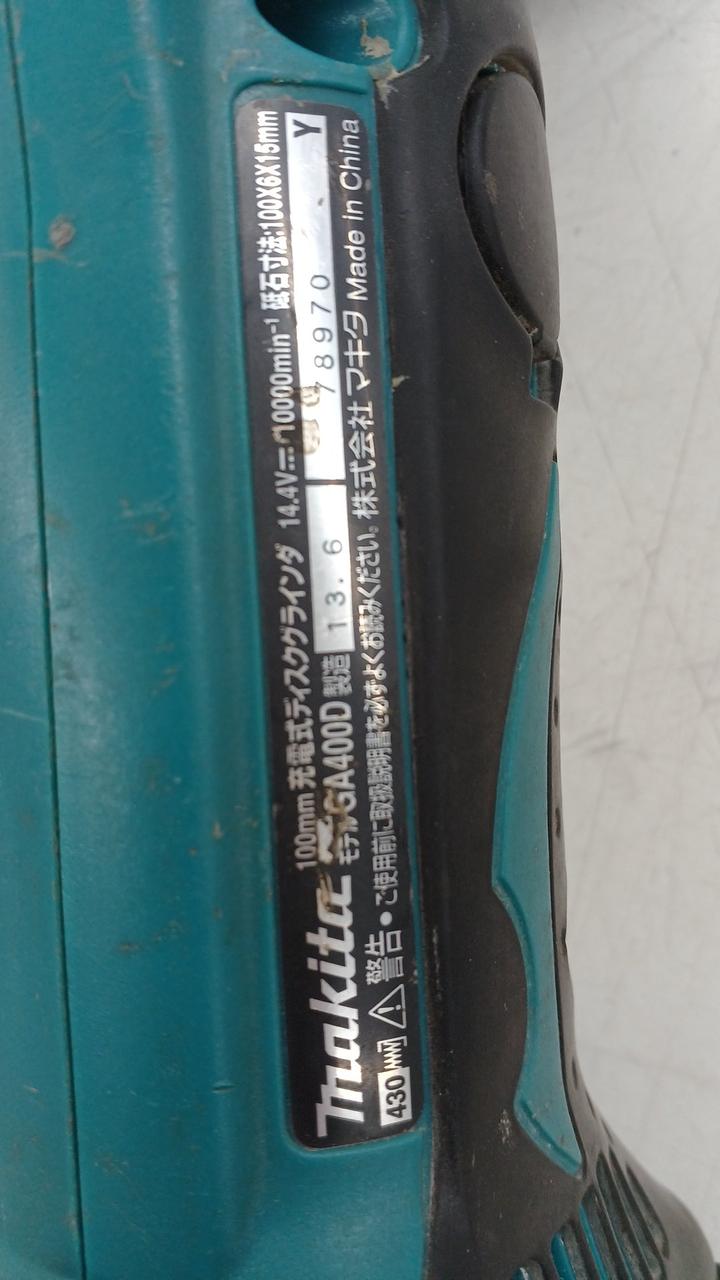 makita
100mm 充電式ディスクグラインダ 14.4V⎓ 10000min⁻¹ 砥石寸法:100X6X15mm
モデル GA400D 製造 13.6 78970 Y
430 警告 • ご使用前に取扱説明書を必ずよくお読みください。 株式会社 マキタ Made in China